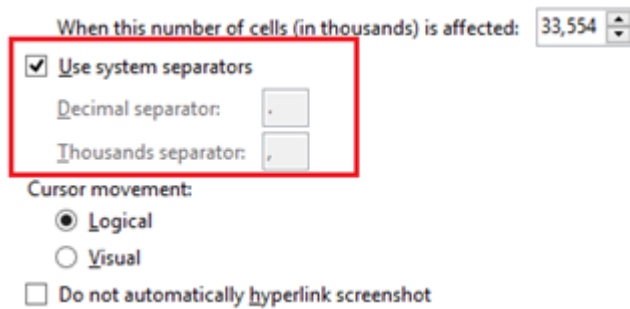 When this number of cells (in thousands) is affected: 33,554
Use system separators
Decimal separator: .
Thousands separator: ,
Cursor movement:
Logical
Visual
Do not automatically hyperlink screenshot